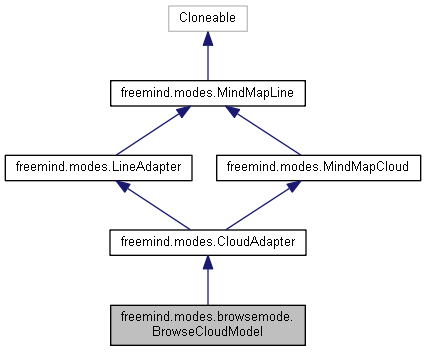 Cloneable
freemind.modes.MindMapLine
freemind.modes.LineAdapter
freemind.modes.MindMapCloud
freemind.modes.CloudAdapter
freemind.modes.browsemode.
BrowseCloudModel